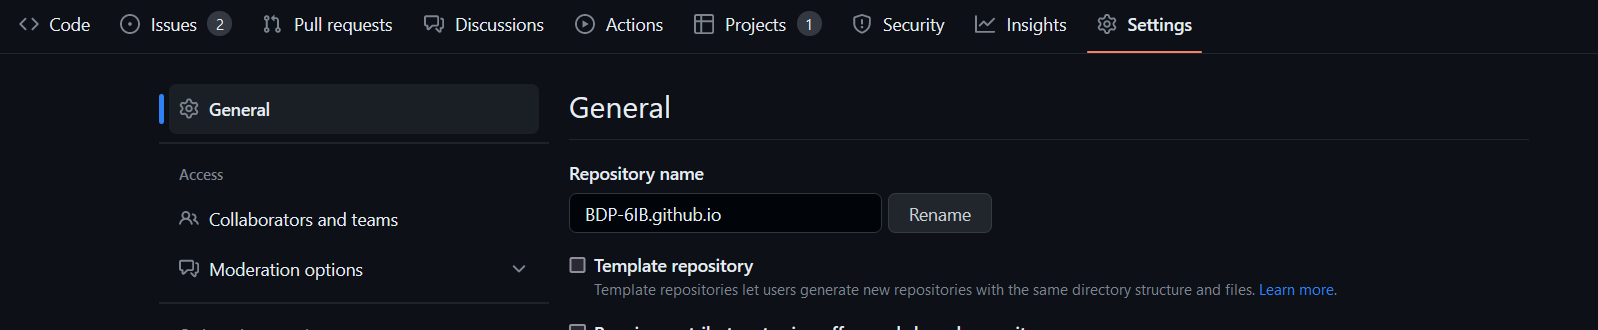 Code Issues 2 Pull requests Discussions Actions Projects 1 Security Insights Settings
General
Access
Collaborators and teams
Moderation options
General
Repository name
BDP-6IB.github.io Rename
Template repository
Template repositories let users generate new repositories with the same directory structure and files. Learn more.